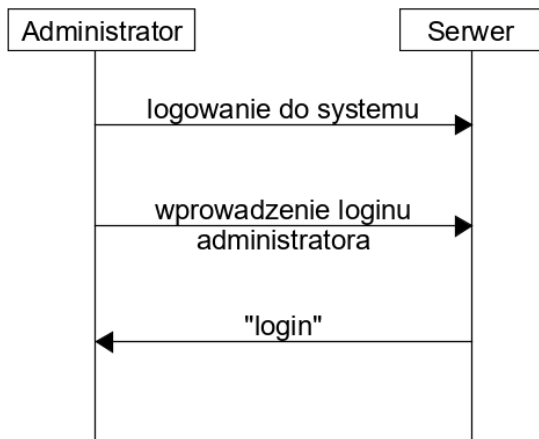 Administrator
Serwer
logowanie do systemu
wprowadzenie loginu
administratora
"login"